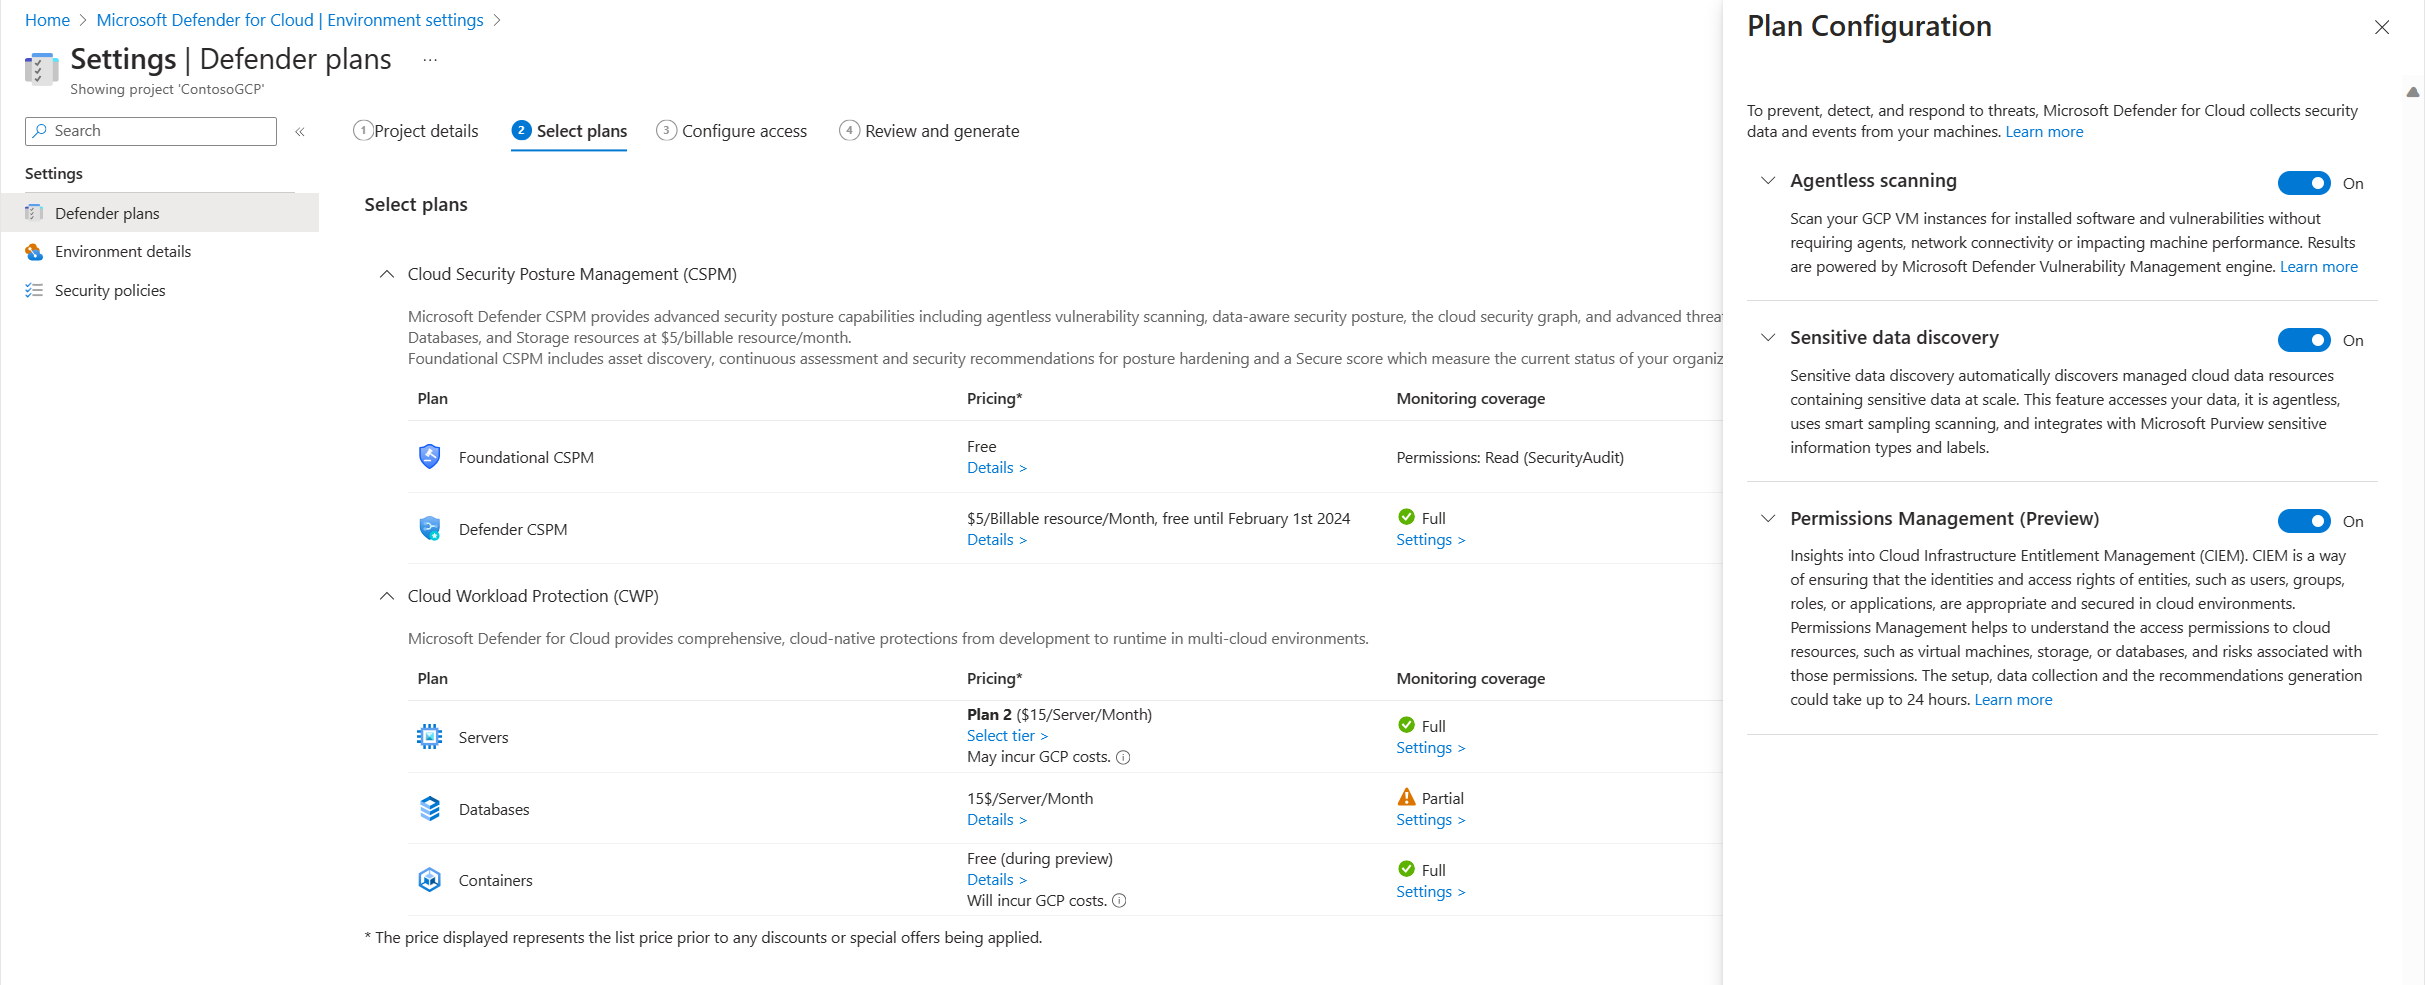 Home > Microsoft Defender for Cloud | Environment settings >
Settings | Defender plans ...
Showing project 'ContosoGCP'
Search «
Settings
Defender plans
Environment details
Security policies
1 Project details 2 Select plans 3 Configure access 4 Review and generate
Select plans
Cloud Security Posture Management (CSPM)
Microsoft Defender CSPM provides advanced security posture capabilities including agentless vulnerability scanning, data-aware security posture, the cloud security graph, and advanced threa
Databases, and Storage resources at $5/billable resource/month.
Foundational CSPM includes asset discovery, continuous assessment and security recommendations for posture hardening and a Secure score which measure the current status of your organiz
Plan Pricing* Monitoring coverage
Foundational CSPM
Free
Details >
Permissions: Read (SecurityAudit)
Defender CSPM
$5/Billable resource/Month, free until February 1st 2024
Details >
Full
Settings >
Cloud Workload Protection (CWP)
Microsoft Defender for Cloud provides comprehensive, cloud-native protections from development to runtime in multi-cloud environments.
Plan Pricing* Monitoring coverage
Servers
Plan 2 ($15/Server/Month)
Select tier >
May incur GCP costs.
Full
Settings >
Databases
15$/Server/Month
Details >
Partial
Settings >
Containers
Free (during preview)
Details >
Will incur GCP costs.
Full
Settings >
* The price displayed represents the list price prior to any discounts or special offers being applied.
Plan Configuration
To prevent, detect, and respond to threats, Microsoft Defender for Cloud collects security
data and events from your machines. Learn more
Agentless scanning On
Scan your GCP VM instances for installed software and vulnerabilities without
requiring agents, network connectivity or impacting machine performance. Results
are powered by Microsoft Defender Vulnerability Management engine. Learn more
Sensitive data discovery On
Sensitive data discovery automatically discovers managed cloud data resources
containing sensitive data at scale. This feature accesses your data, it is agentless,
uses smart sampling scanning, and integrates with Microsoft Purview sensitive
information types and labels.
Permissions Management (Preview) On
Insights into Cloud Infrastructure Entitlement Management (CIEM). CIEM is a way
of ensuring that the identities and access rights of entities, such as users, groups,
roles, or applications, are appropriate and secured in cloud environments.
Permissions Management helps to understand the access permissions to cloud
resources, such as virtual machines, storage, or databases, and risks associated with
those permissions. The setup, data collection and the recommendations generation
could take up to 24 hours. Learn more